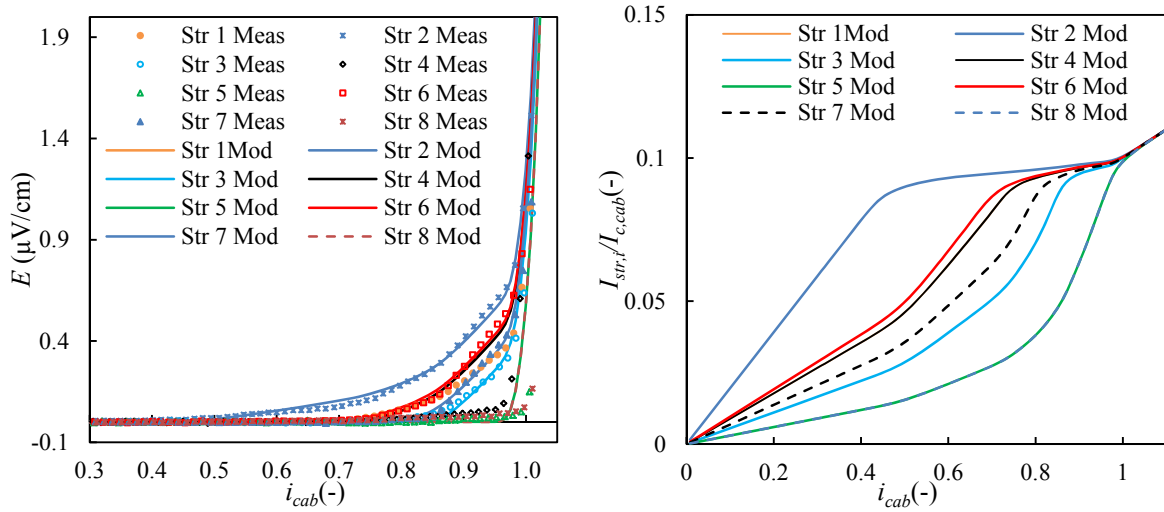 1.9
1.4
0.9
0.4
-0.1
E (μV/cm)
Str 1 Meas Str 2 Meas
Str 3 Meas Str 4 Meas
Str 5 Meas Str 6 Meas
Str 7 Meas Str 8 Meas
Str 1Mod Str 2 Mod
Str 3 Mod Str 4 Mod
Str 5 Mod Str 6 Mod
Str 7 Mod Str 8 Mod
0.3 0.4 0.5 0.6 0.7 0.8 0.9 1.0
i_cab(-)
0.15
0.1
0.05
0
I_str,i/I_c,cab(-)
Str 1Mod Str 2 Mod
Str 3 Mod Str 4 Mod
Str 5 Mod Str 6 Mod
Str 7 Mod Str 8 Mod
0 0.2 0.4 0.6 0.8 1
i_cab(-)